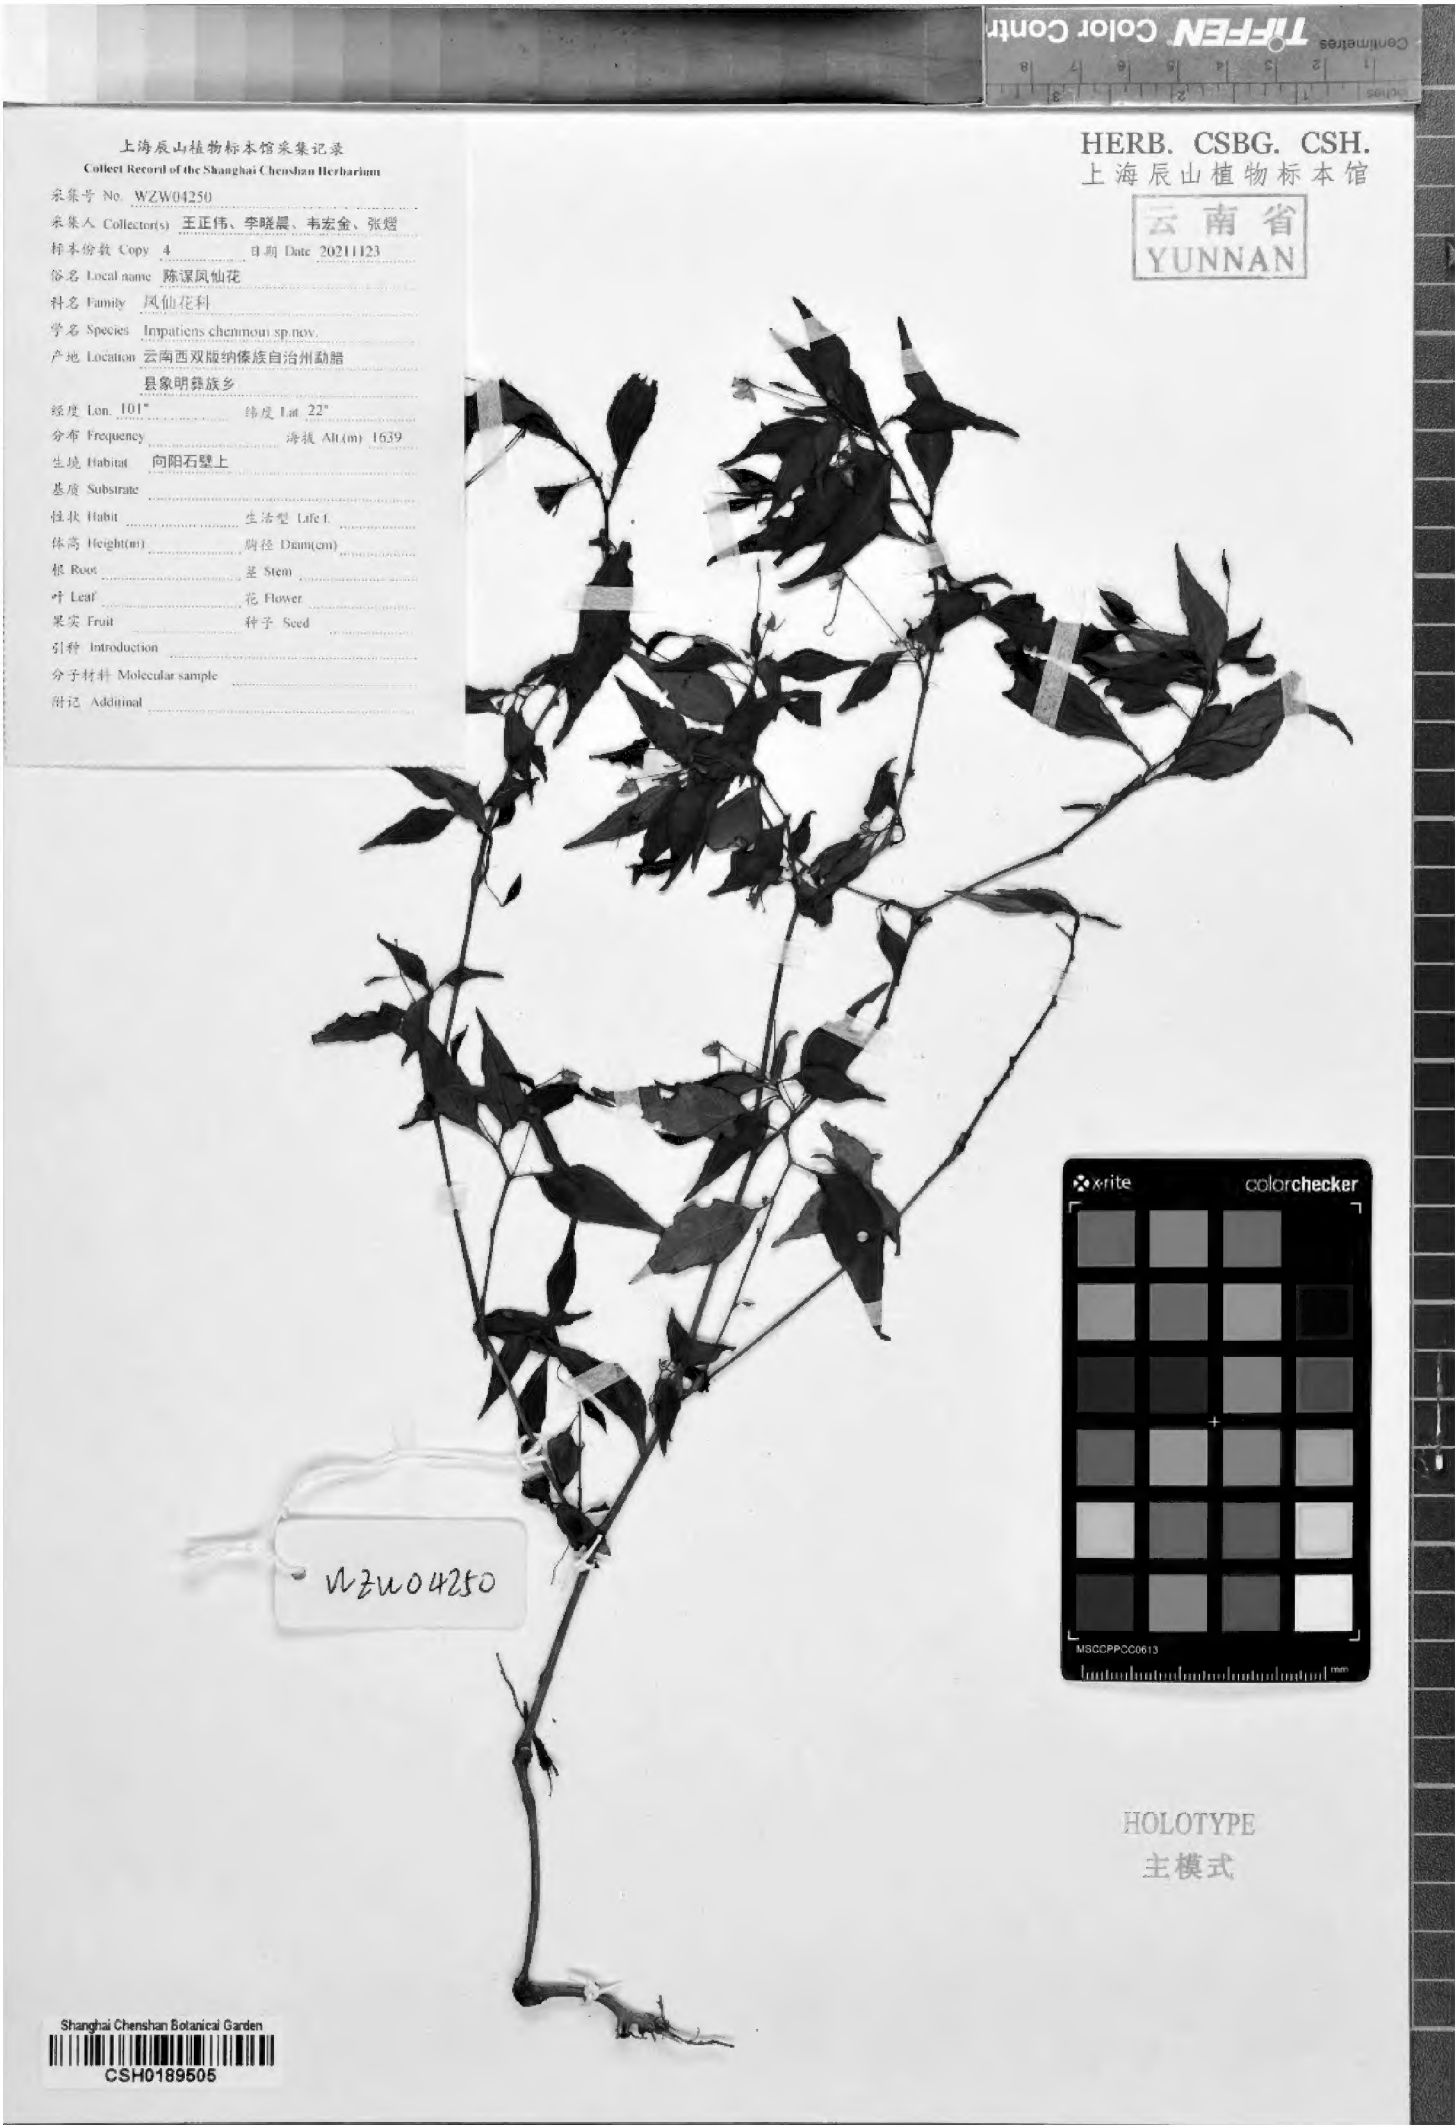 TIFFEN Color Contr
Centimetres
HERB. CSBG. CSH.
上海辰山植物标本馆
云南省
YUNNAN
上海辰山植物标本馆采集记录
Collect Record of the Shanghai Chenshan Herbarium
采集号 No. WZW04250
采集人 Collector(s) 王正伟、李晓晨、韦宏金、张熠
标本份数 Copy 4 日期 Date 20211123
俗名 Local name 陈谋凤仙花
科名 Family 凤仙花科
学名 Species Impatiens chenmoui sp.nov.
产地 Location 云南西双版纳傣族自治州勐腊
县象明彝族乡
经度 Lon. 101° 纬度 Lat 22°
分布 Frequency 海拔 Alt.(m) 1639
生境 Habitat 向阳石壁上
基质 Substrate
性状 Habit 生活型 Life f.
体高 Height(m) 胸径 Diam(cm)
根 Root 茎 Stem
叶 Leaf 花 Flower
果实 Fruit 种子 Seed
引种 Introduction
分子材料 Molecular sample
附记 Additinal
x-rite colorchecker
MSCCPPCC0613
mm
WZW04250
HOLOTYPE
主模式
Shanghai Chenshan Botanical Garden
CSH0189505